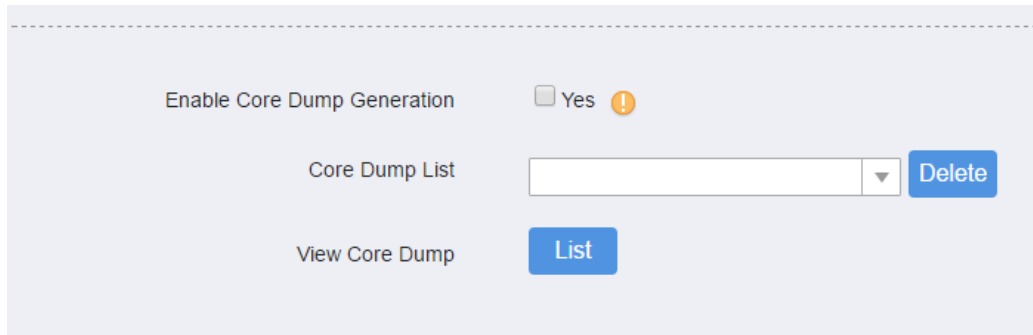 Enable Core Dump Generation Yes
Core Dump List Delete
View Core Dump List